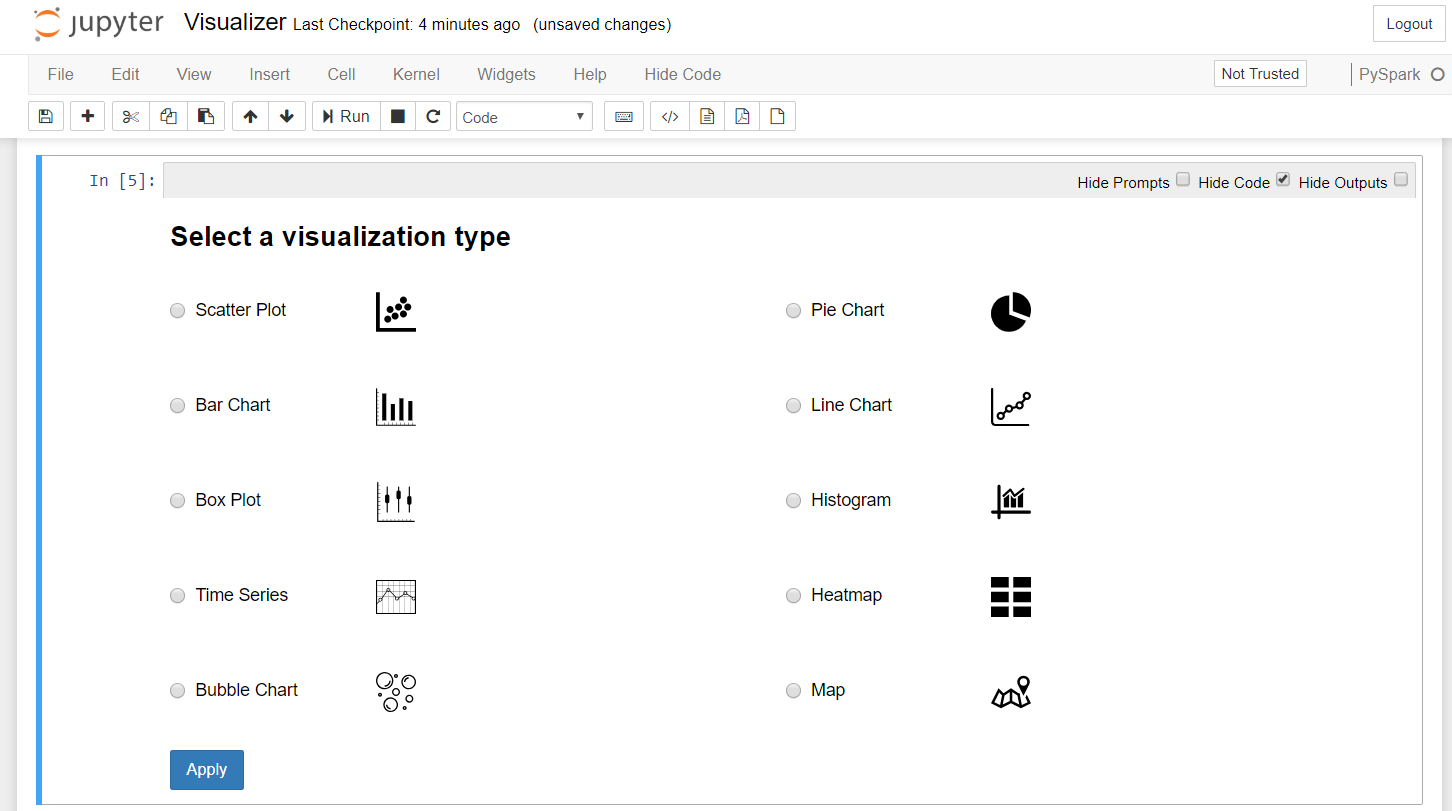 jupyter Visualizer Last Checkpoint: 4 minutes ago (unsaved changes) Logout
File Edit View Insert Cell Kernel Widgets Help Hide Code Not Trusted PySpark
Run Code </>
In [5]: Hide Prompts Hide Code Hide Outputs
Select a visualization type
Scatter Plot Pie Chart
Bar Chart Line Chart
Box Plot Histogram
Time Series Heatmap
Bubble Chart Map
Apply